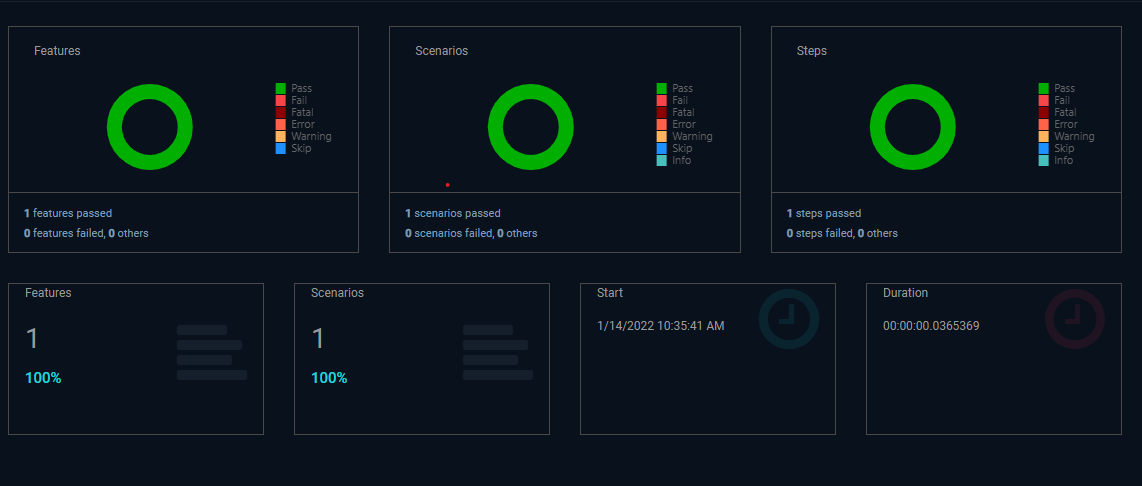 Features
Pass
Fail
Fatal
Error
Warning
Skip
1 features passed
0 features failed, 0 others
Scenarios
Pass
Fail
Fatal
Error
Warning
Skip
Info
1 scenarios passed
0 scenarios failed, 0 others
Steps
Pass
Fail
Fatal
Error
Warning
Skip
Info
1 steps passed
0 steps failed, 0 others
Features
1
100%
Scenarios
1
100%
Start
1/14/2022 10:35:41 AM
Duration
00:00:00.0365369